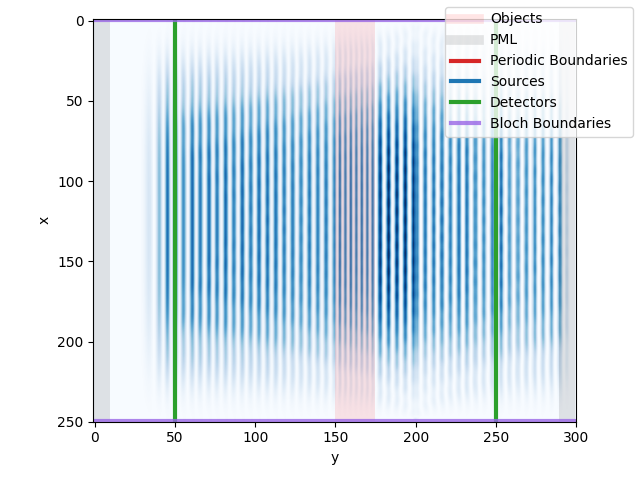 Objects
PML
Periodic Boundaries
Sources
Detectors
Bloch Boundaries
0
50
100
150
200
250
x
0 50 100 150 200 250 300
y